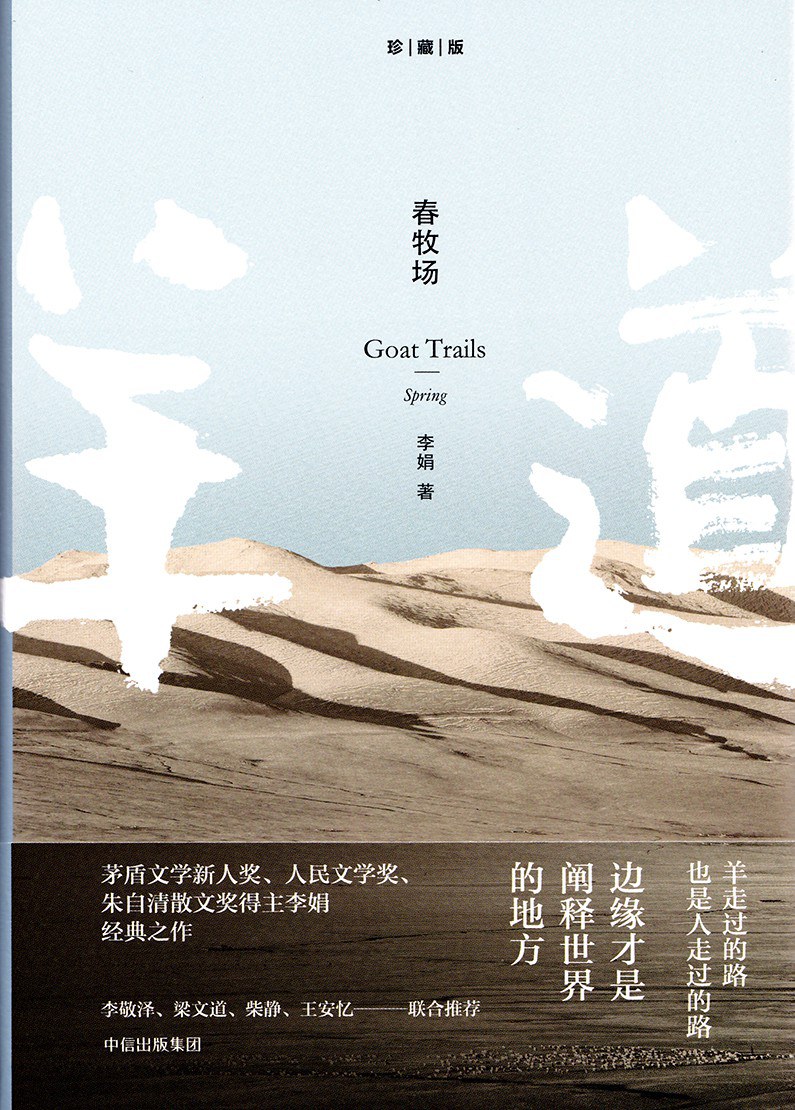 珍|藏|版
羊道
春牧场
Goat Trails
Spring
李娟 著
羊走过的路
也是人走过的路
边缘才是
阐释世界
的地方
茅盾文学新人奖、人民文学奖、
朱自清散文奖得主李娟
经典之作
李敬泽、梁文道、柴静、王安忆———联合推荐
中信出版集团